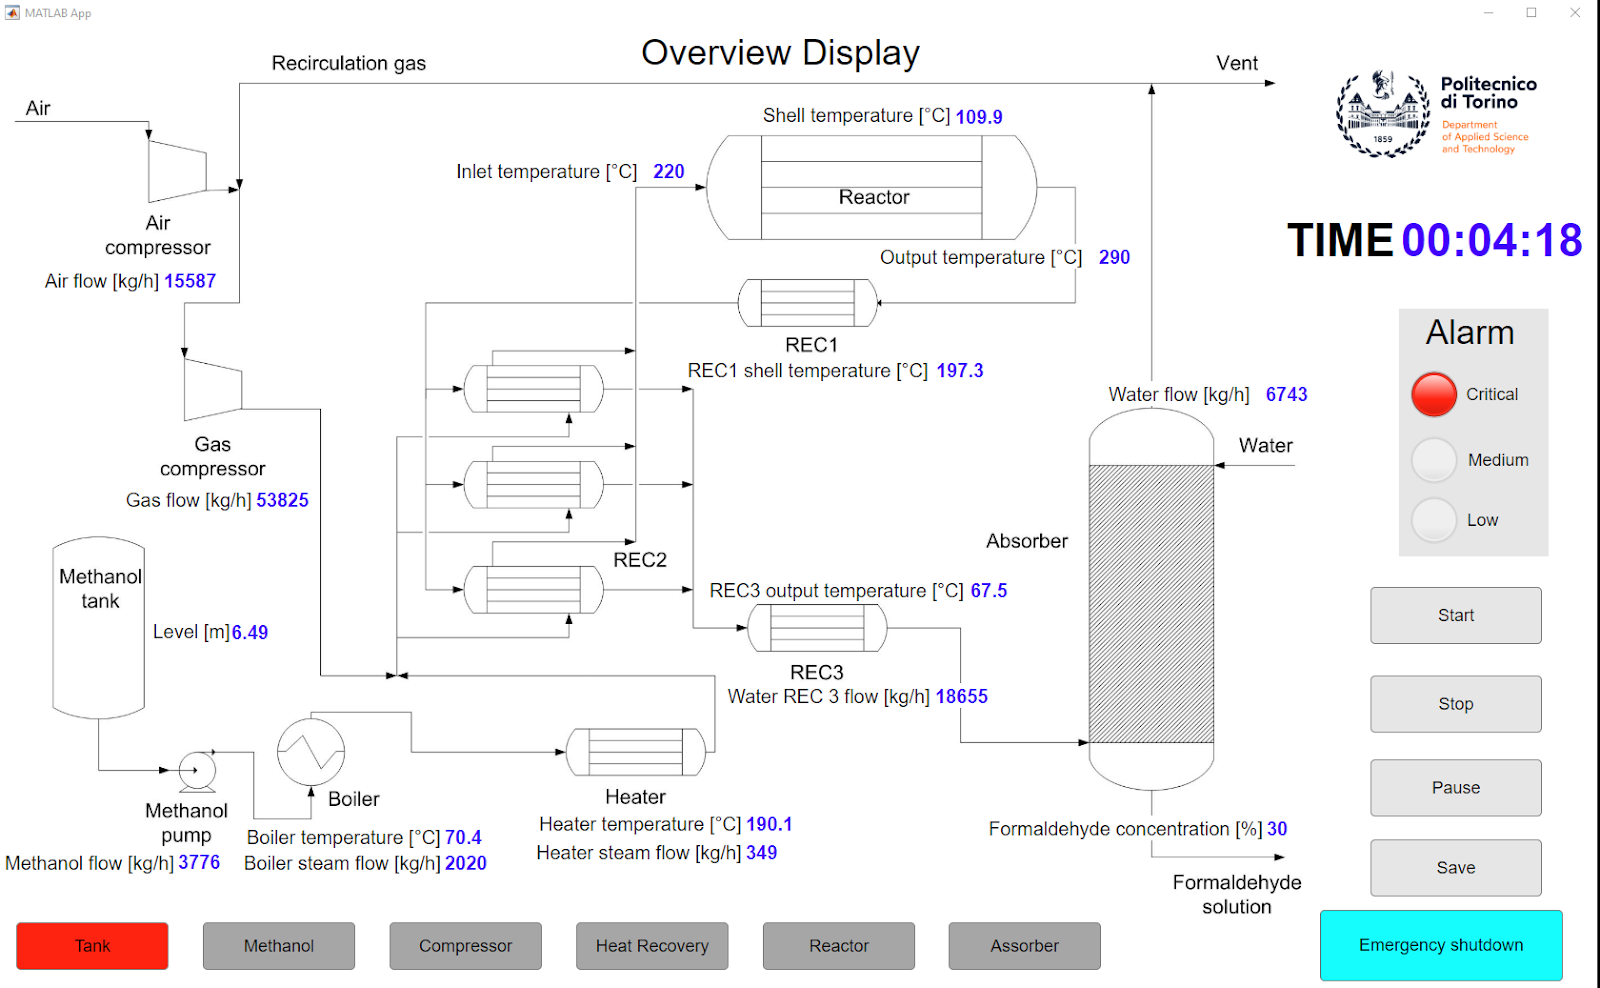 MATLAB App
Overview Display
Recirculation gas
Vent
Air
Politecnico
di Torino
Department
of Applied Science
and Technology
1859
Shell temperature [°C] 109.9
Inlet temperature [°C] 220
Reactor
Air
compressor
Air flow [kg/h] 15587
TIME 00:04:18
Output temperature [°C] 290
Alarm
Critical
Medium
Low
REC1
REC1 shell temperature [°C] 197.3
Water flow [kg/h] 6743
Water
Gas
compressor
Gas flow [kg/h] 53825
Absorber
REC2
Methanol
tank
Level [m] 6.49
REC3 output temperature [°C] 67.5
REC3
Water REC 3 flow [kg/h] 18655
Start
Stop
Pause
Save
Boiler
Methanol
pump
Methanol flow [kg/h] 3776
Boiler temperature [°C] 70.4
Boiler steam flow [kg/h] 2020
Heater
Heater temperature [°C] 190.1
Heater steam flow [kg/h] 349
Formaldehyde concentration [%] 30
Formaldehyde
solution
Tank
Methanol
Compressor
Heat Recovery
Reactor
Assorber
Emergency shutdown